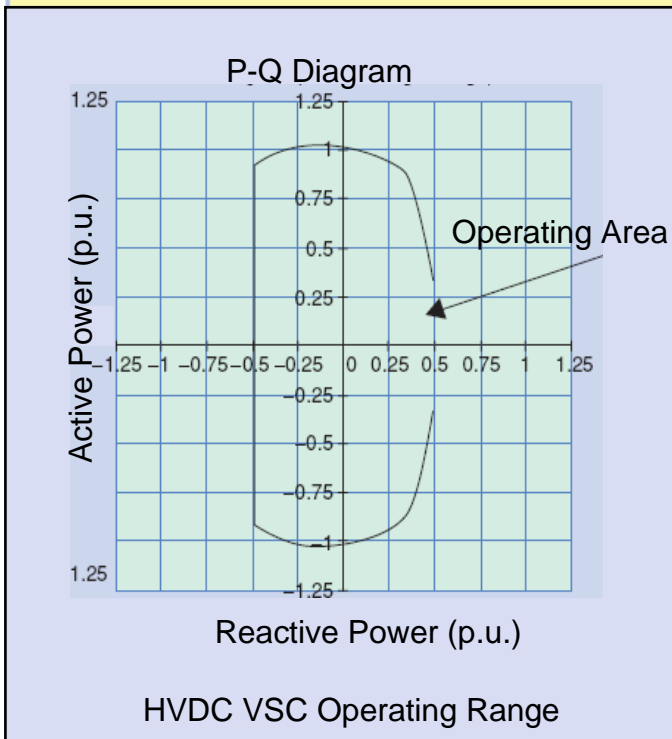 P-Q Diagram
1.25 1.25
1
0.75
0.5
Operating Area
0.25
Active Power (p.u.)
−1.25 −1 −0.75 −0.5 −0.25 0 0.25 0.5 0.75 1 1.25
−0.25
−0.5
−0.75
−1
1.25
−1.25
Reactive Power (p.u.)
HVDC VSC Operating Range